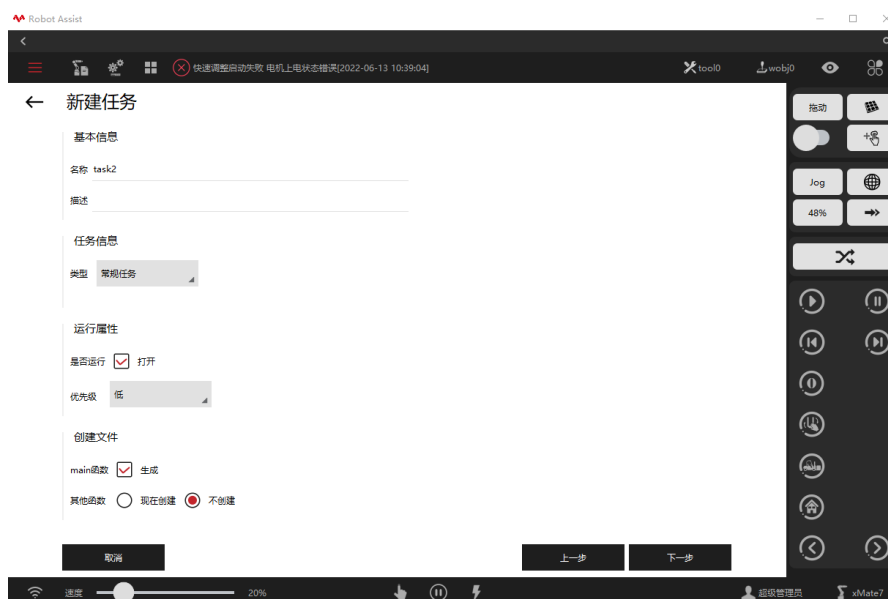 Robot Assist
快速调整启动失败 电机上电状态错误[2022-06-13 10:39:04]
tool0
wobj0
新建任务
拖动
基本信息
名称 task2
Jog
描述
48%
任务信息
类型 常规任务
运行属性
是否运行 打开
优先级 低
创建文件
main函数 生成
其他函数 现在创建 不创建
取消 上一步 下一步
速度 20% 超级管理员 xMate7